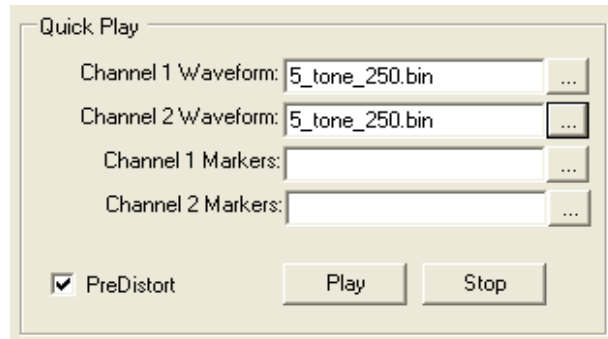 Quick Play
Channel 1 Waveform: 5_tone_250.bin ...
Channel 2 Waveform: 5_tone_250.bin ...
Channel 1 Markers: ...
Channel 2 Markers: ...
PreDistort Play Stop